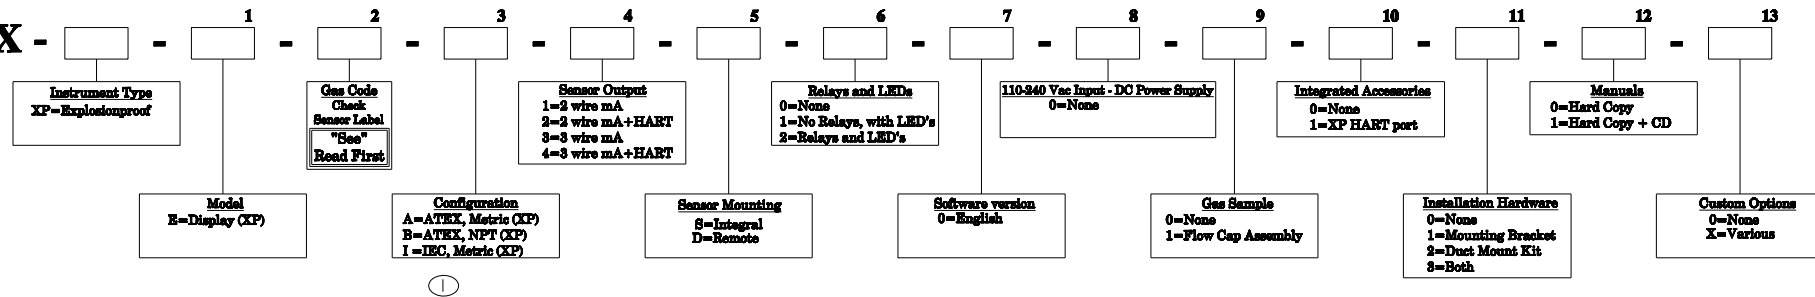 1 2 3 4 5 6 7 8 9 10 11 12 13
X - - - - - - - - - - - - - -
Instrument Type
XP=Explosionproof
Model
E=Display (XP)
Gas Code
Check
Sensor Label
"See"
Read First
Configuration
A=ATEX, Metric (XP)
B=ATEX, NPT (XP)
I =IEC, Metric (XP)
I
Sensor Output
1=2 wire mA
2=2 wire mA+HART
3=3 wire mA
4=3 wire mA+HART
Sensor Mounting
S=Integral
D=Remote
Relays and LEDs
0=None
1=No Relays, with LED's
2=Relays and LED's
Software version
0=English
110-240 Vac Input - DC Power Supply
0=None
Gas Sample
0=None
1=Flow Cap Assembly
Integrated Accessories
0=None
1=XP HART port
Installation Hardware
0=None
1=Mounting Bracket
2=Duct Mount Kit
3=Both
Manuals
0=Hard Copy
1=Hard Copy + CD
Custom Options
0=None
X=Various